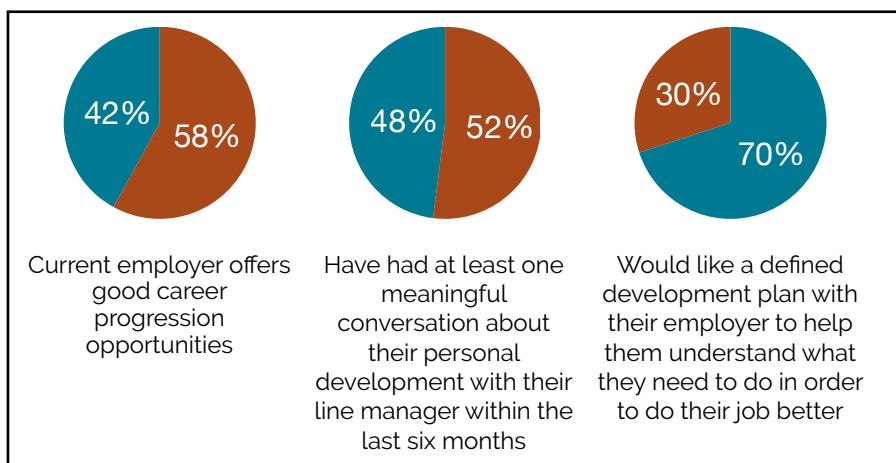 42%
58%
48%
52%
30%
70%
Current employer offers
good career
progression
opportunities
Have had at least one
meaningful
conversation about
their personal
development with their
line manager within the
last six months
Would like a defined
development plan with
their employer to help
them understand what
they need to do in order
to do their job better